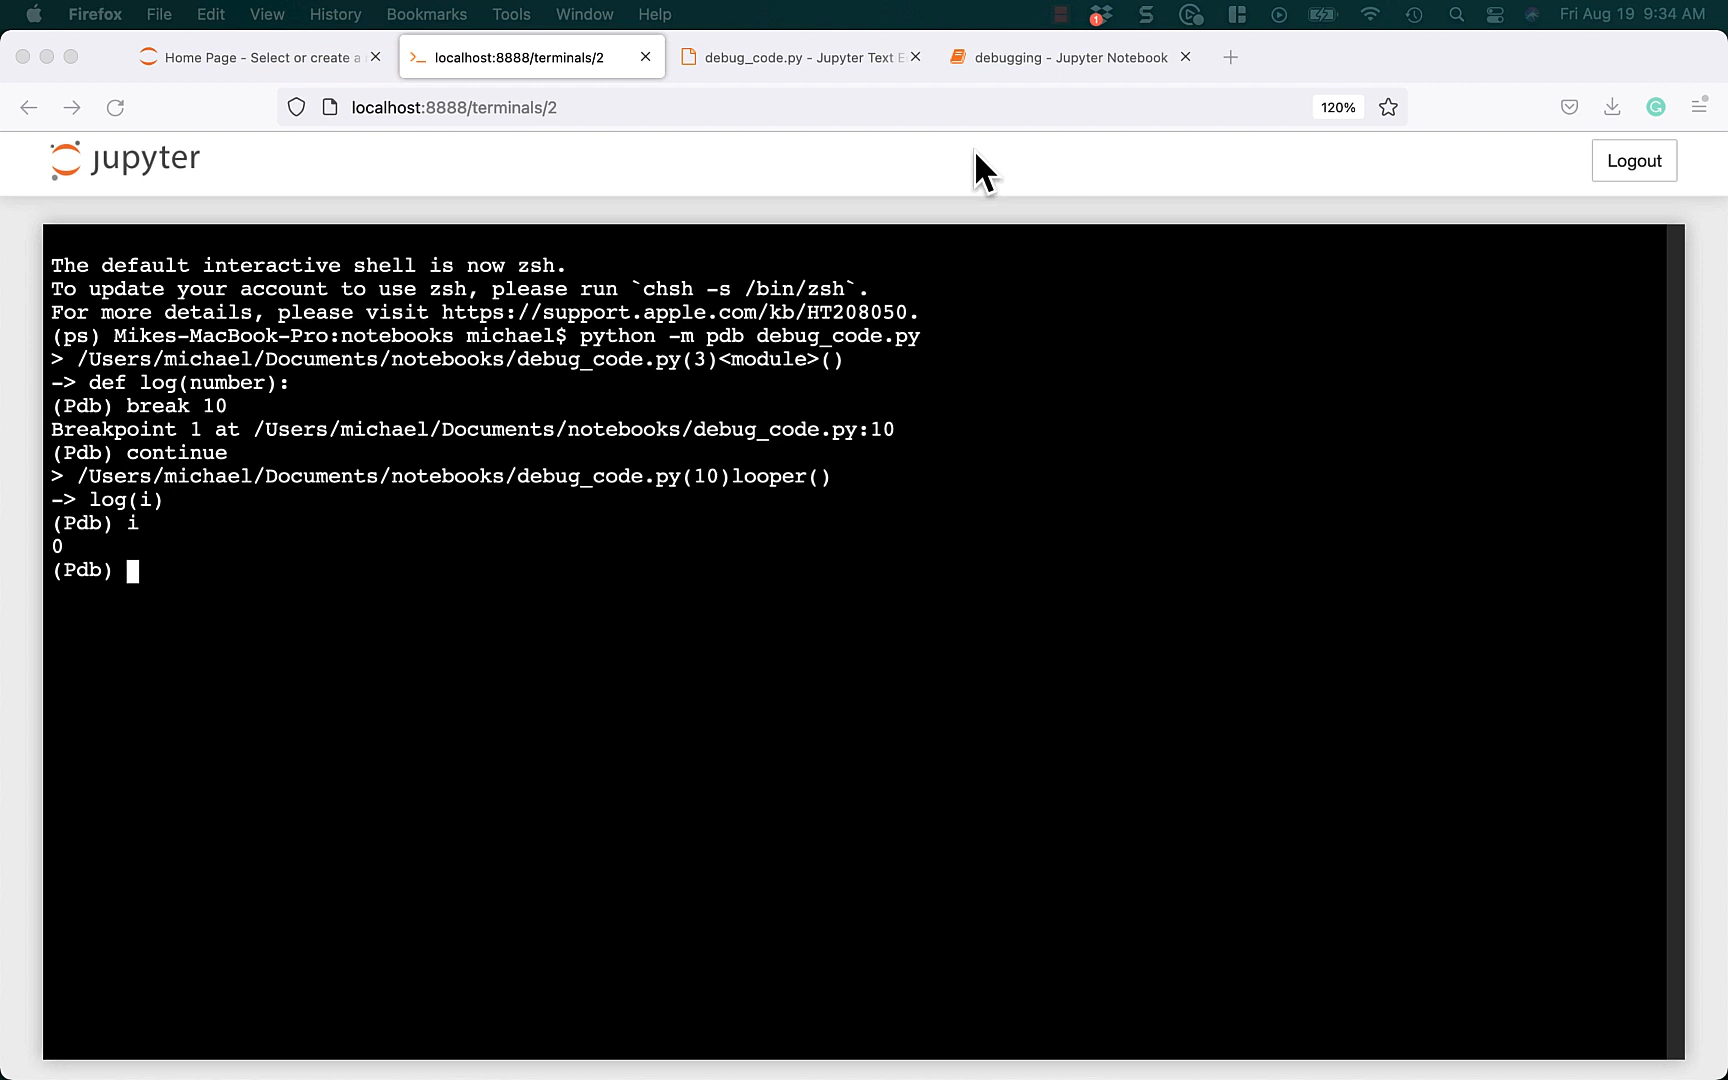 Firefox File Edit View History Bookmarks Tools Window Help 1 Fri Aug 19 9:34 AM
Home Page - Select or create a localhost:8888/terminals/2 debug_code.py - Jupyter Text E debugging - Jupyter Notebook
localhost:8888/terminals/2 120%
jupyter Logout
The default interactive shell is now zsh.
To update your account to use zsh, please run `chsh -s /bin/zsh`.
For more details, please visit https://support.apple.com/kb/HT208050.
(ps) Mikes-MacBook-Pro:notebooks michael$ python -m pdb debug_code.py
> /Users/michael/Documents/notebooks/debug_code.py(3)<module>()
-> def log(number):
(Pdb) break 10
Breakpoint 1 at /Users/michael/Documents/notebooks/debug_code.py:10
(Pdb) continue
> /Users/michael/Documents/notebooks/debug_code.py(10)looper()
-> log(i)
(Pdb) i
0
(Pdb)